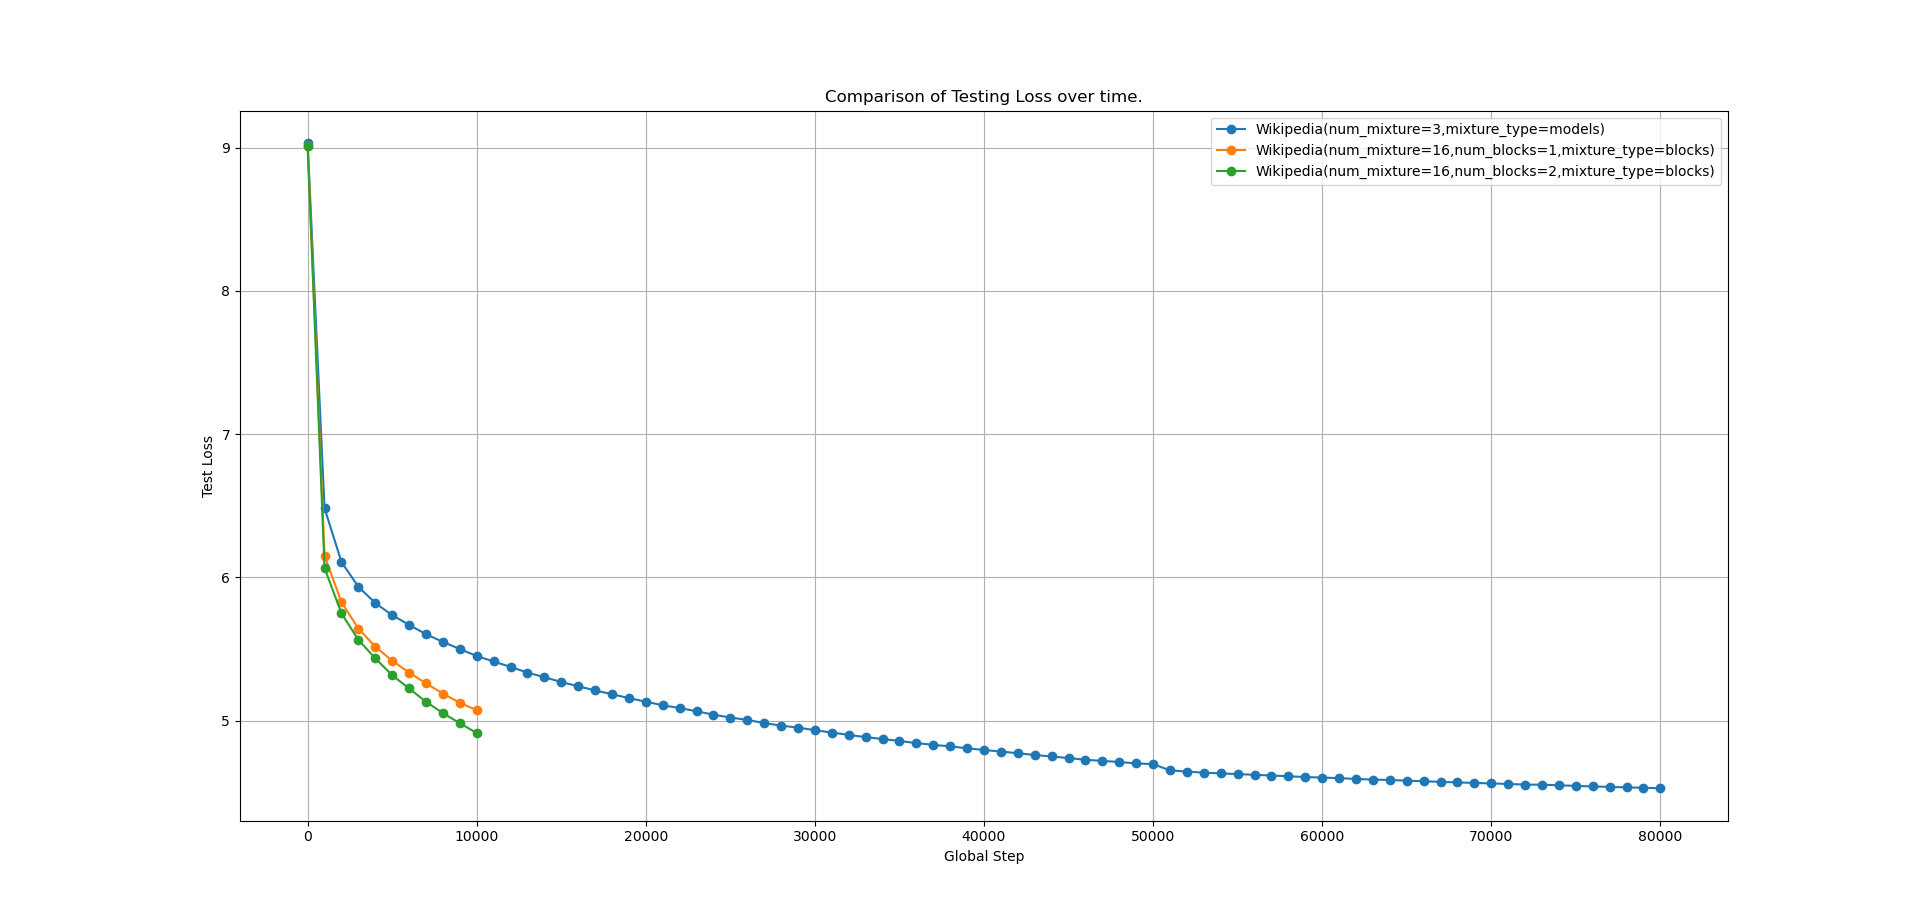 Comparison of Testing Loss over time.
Wikipedia(num_mixture=3,mixture_type=models)
Wikipedia(num_mixture=16,num_blocks=1,mixture_type=blocks)
Wikipedia(num_mixture=16,num_blocks=2,mixture_type=blocks)
9
8
7
6
5
Test Loss
0 10000 20000 30000 40000 50000 60000 70000 80000
Global Step